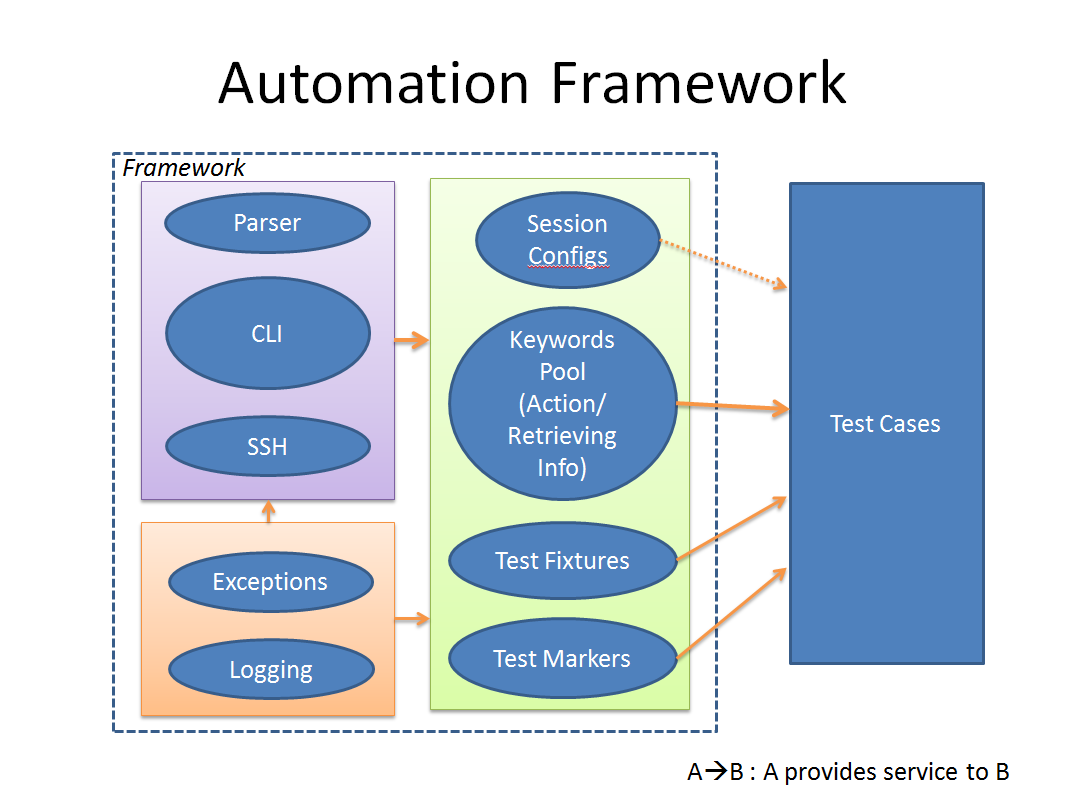 Automation Framework
Framework
Parser
CLI
SSH
Exceptions
Logging
Session
Configs
Keywords
Pool
(Action/
Retrieving
Info)
Test Fixtures
Test Markers
Test Cases
A→B : A provides service to B